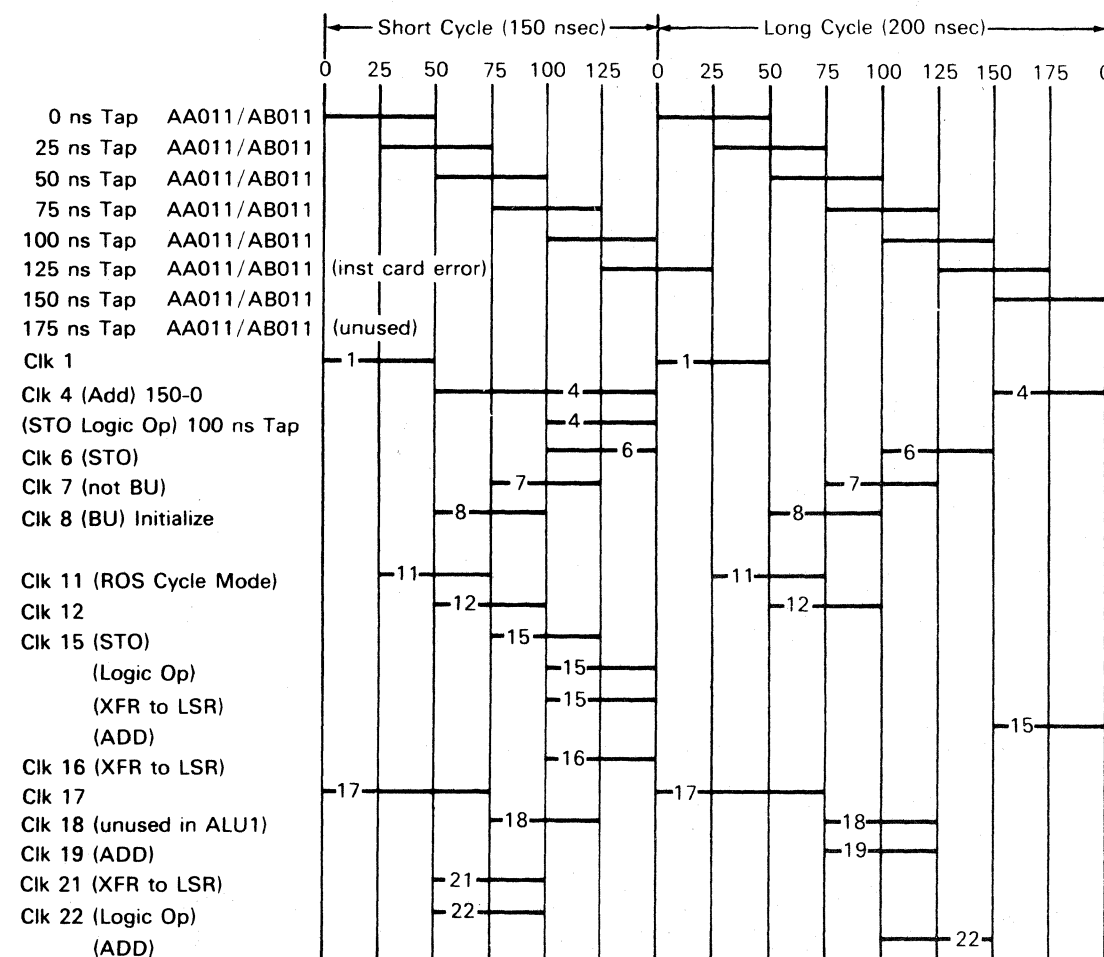 Short Cycle (150 nsec) Long Cycle (200 nsec)
0 25 50 75 100 125 0 25 50 75 100 125 150 175 0
0 ns Tap AA011/AB011
25 ns Tap AA011/AB011
50 ns Tap AA011/AB011
75 ns Tap AA011/AB011
100 ns Tap AA011/AB011
125 ns Tap AA011/AB011 (inst card error)
150 ns Tap AA011/AB011
175 ns Tap AA011/AB011 (unused)
Clk 1 1 1
Clk 4 (Add) 150-0 4 4
(STO Logic Op) 100 ns Tap 4
Clk 6 (STO) 6 6
Clk 7 (not BU) 7 7
Clk 8 (BU) Initialize 8 8
Clk 11 (ROS Cycle Mode) 11 11
Clk 12 12 12
Clk 15 (STO) 15
(Logic Op) 15
(XFR to LSR) 15
(ADD) 15
Clk 16 (XFR to LSR) 16
Clk 17 17 17
Clk 18 (unused in ALU1) 18 18
Clk 19 (ADD) 19
Clk 21 (XFR to LSR) 21
Clk 22 (Logic Op) 22
(ADD) 22